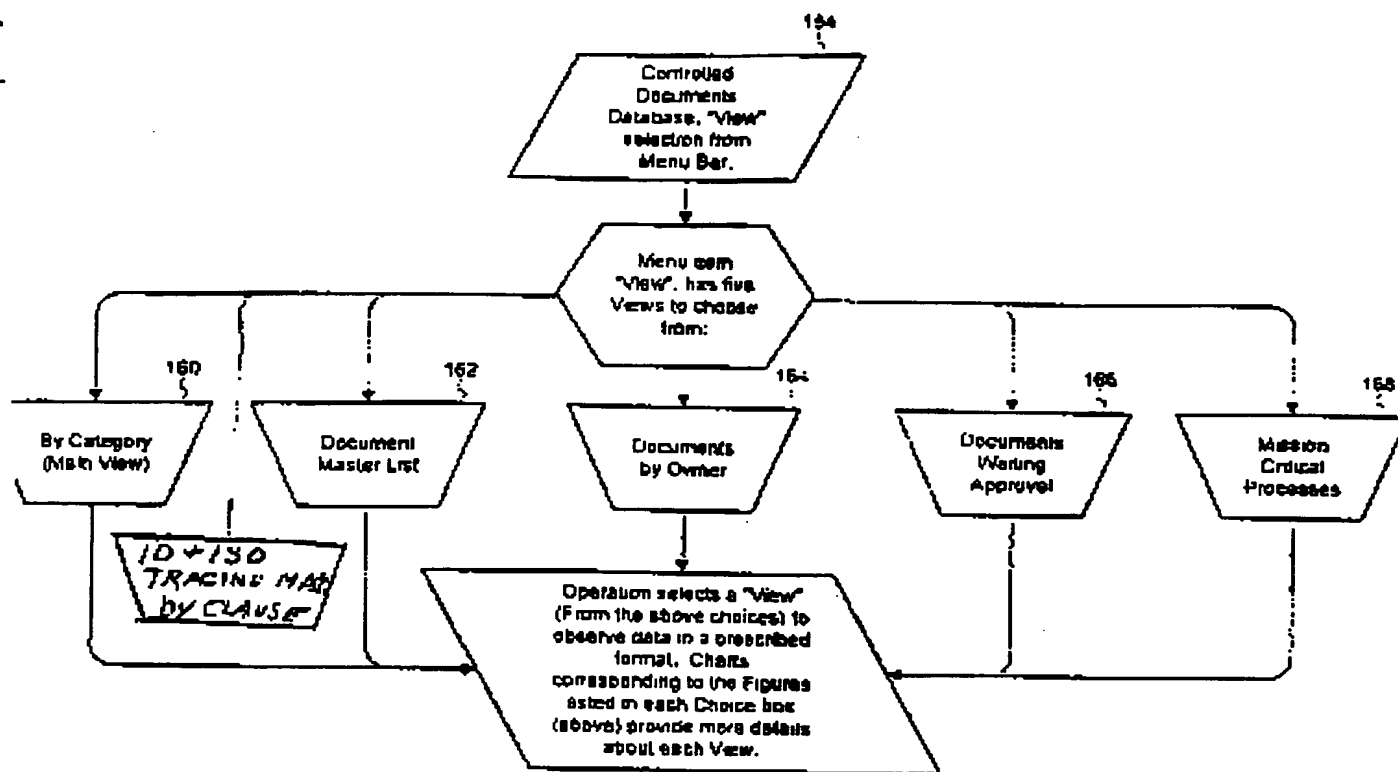 154
Controlled
Documents
Database, "View"
selection from
Menu Bar.
Menu item
"View", has five
Views to choose
from:
160
162
166
168
By Category
(Main View)
Document
Master List
Documents
by Owner
Documents
Waiting
Approval
Mission
Critical
Processes
TRACING MAP
by CLAUSE
Operation selects a "View"
(From the above choices) to
observe data in a prescribed
format. Charts
corresponding to the Figures
listed in each Choice box
(above) provide more details
about each View.